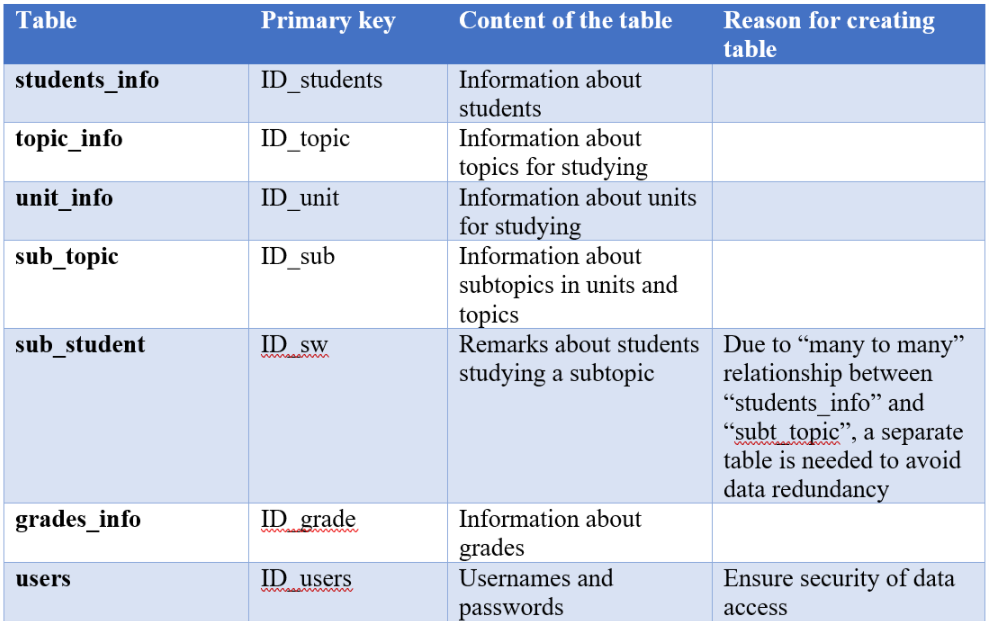 Table Primary key Content of the table Reason for creating
table
students_info ID_students Information about
students
topic_info ID_topic Information about
topics for studying
unit_info ID_unit Information about units
for studying
sub_topic ID_sub Information about
subtopics in units and
topics
sub_student ID_sw Remarks about students Due to “many to many”
studying a subtopic relationship between
“students_info” and
“subt_topic”, a separate
table is needed to avoid
data redundancy
grades_info ID_grade Information about
grades
users ID_users Usernames and Ensure security of data
passwords access